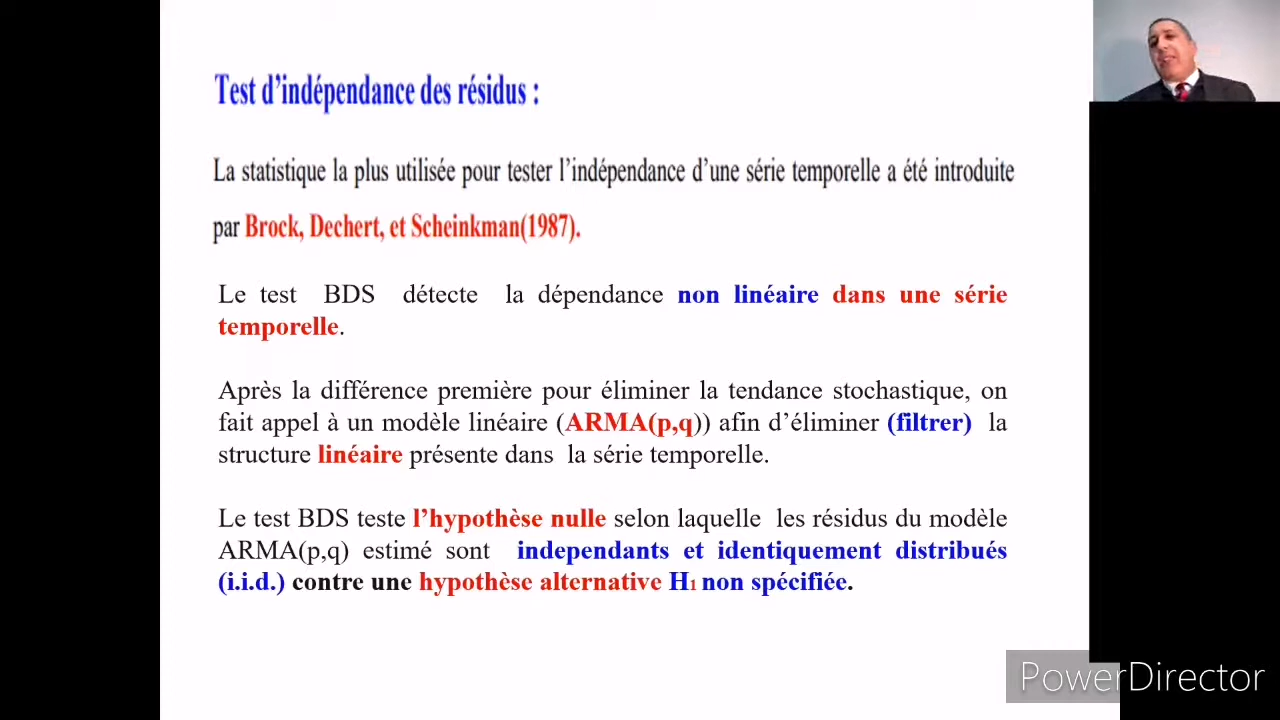 Test d’indépendance des résidus :
La statistique la plus utilisée pour tester l’indépendance d’une série temporelle a été introduite
par Brock, Dechert, et Scheinkman(1987).
Le test BDS détecte la dépendance non linéaire dans une série
temporelle.
Après la différence première pour éliminer la tendance stochastique, on
fait appel à un modèle linéaire (ARMA(p,q)) afin d’éliminer (filtrer) la
structure linéaire présente dans la série temporelle.
Le test BDS teste l’hypothèse nulle selon laquelle les résidus du modèle
ARMA(p,q) estimé sont independants et identiquement distribués
(i.i.d.) contre une hypothèse alternative H1 non spécifiée.
PowerDirector